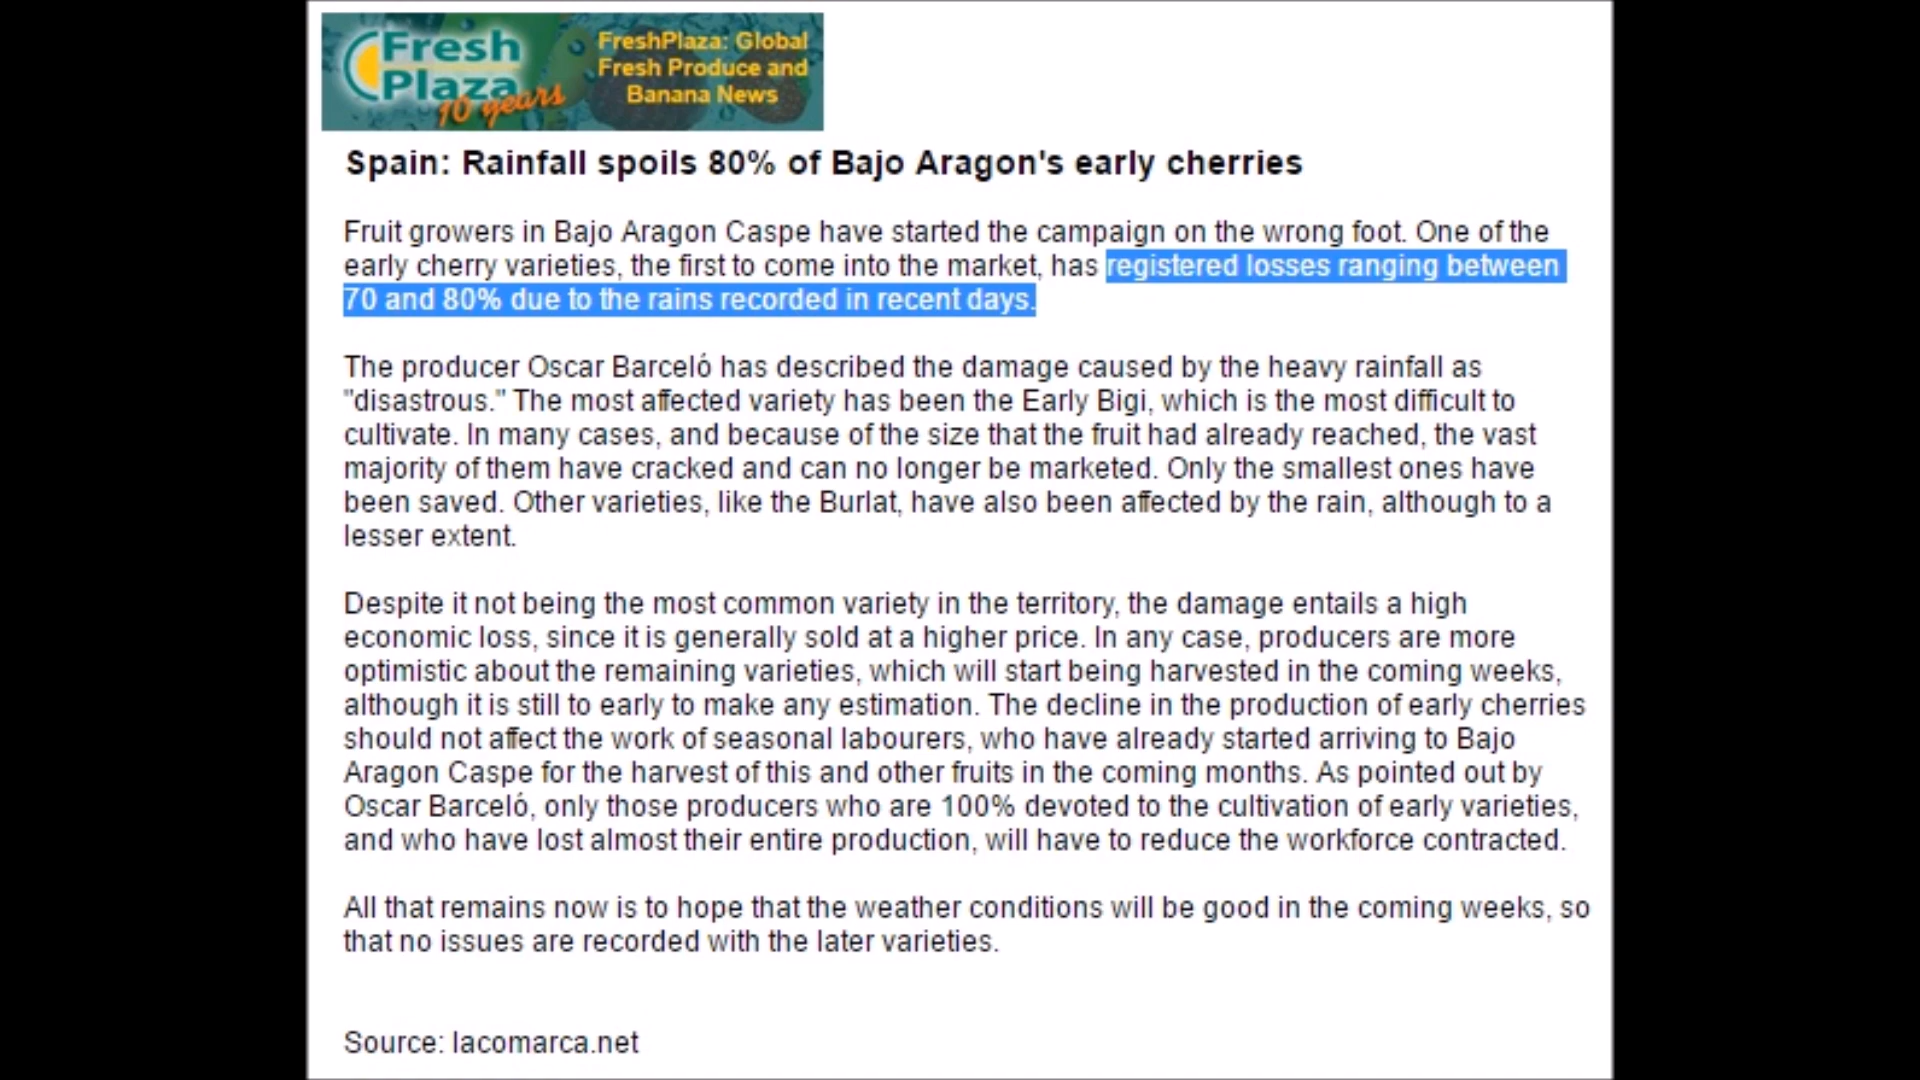 Fresh
Plaza
10 years
FreshPlaza: Global
Fresh Produce and
Banana News
Spain: Rainfall spoils 80% of Bajo Aragon's early cherries
Fruit growers in Bajo Aragon Caspe have started the campaign on the wrong foot. One of the
early cherry varieties, the first to come into the market, has registered losses ranging between
70 and 80% due to the rains recorded in recent days.
The producer Oscar Barceló has described the damage caused by the heavy rainfall as
"disastrous." The most affected variety has been the Early Bigi, which is the most difficult to
cultivate. In many cases, and because of the size that the fruit had already reached, the vast
majority of them have cracked and can no longer be marketed. Only the smallest ones have
been saved. Other varieties, like the Burlat, have also been affected by the rain, although to a
lesser extent.
Despite it not being the most common variety in the territory, the damage entails a high
economic loss, since it is generally sold at a higher price. In any case, producers are more
optimistic about the remaining varieties, which will start being harvested in the coming weeks,
although it is still to early to make any estimation. The decline in the production of early cherries
should not affect the work of seasonal labourers, who have already started arriving to Bajo
Aragon Caspe for the harvest of this and other fruits in the coming months. As pointed out by
Oscar Barceló, only those producers who are 100% devoted to the cultivation of early varieties,
and who have lost almost their entire production, will have to reduce the workforce contracted.
All that remains now is to hope that the weather conditions will be good in the coming weeks, so
that no issues are recorded with the later varieties.
Source: lacomarca.net